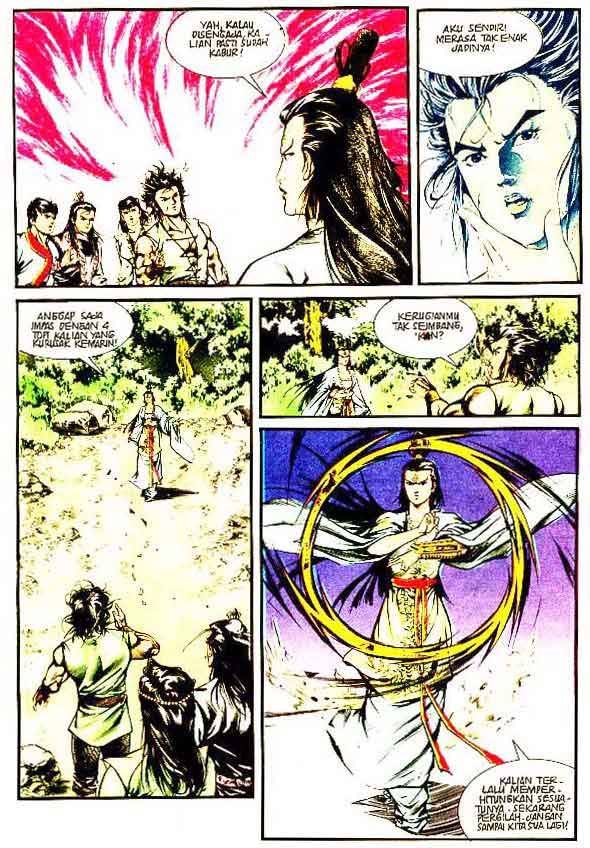 YAH, KALAU
DISENGAJA, KA-
LIAN PASTI SUDAH
KABUR!
AKU SENDIRI
MERASA TAK ENAK
JADINYA!
ANGGAP SAJA
IMPAS DENGAN 4
TOPI KALIAN YANG
KURUSAK KEMARIN!
KERUGIANMU
TAK SEIMBANG,
'KAN?
KALIAN TER-
LALU MEMPER-
HITUNGKAN SESUA-
TUNYA. SEKARANG
PERGILAH. JANGAN
SAMPAI KITA SUA LAGI!